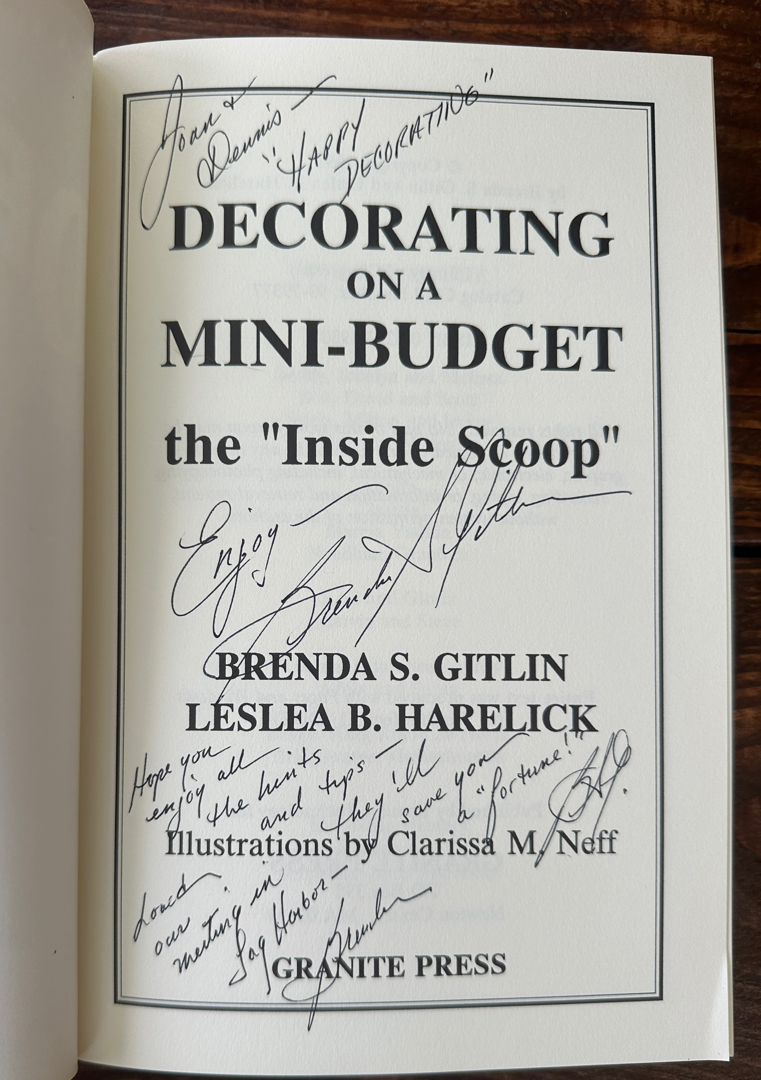 Joan &
Dennis —
"HAPPY
DECORATING"
DECORATING
ON A
MINI-BUDGET
the "Inside Scoop"
Enjoy —
Brenda Gitlin
BRENDA S. GITLIN
LESLEA B. HARELICK
Hope you
enjoy all
the hints
and tips —
they'll
save you
a "fortune!"
Illustrations by Clarissa M. Neff
Loved
our
meeting in
Sag Harbor —
Brenda
GRANITE PRESS